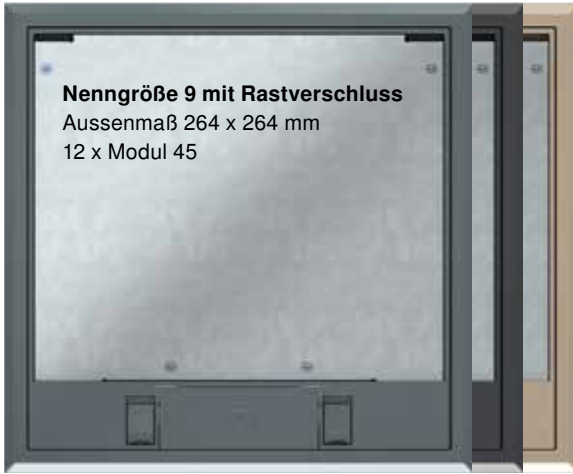 Nenngröße 9 mit Rastverschluss
Aussenmaß 264 x 264 mm
12 x Modul 45